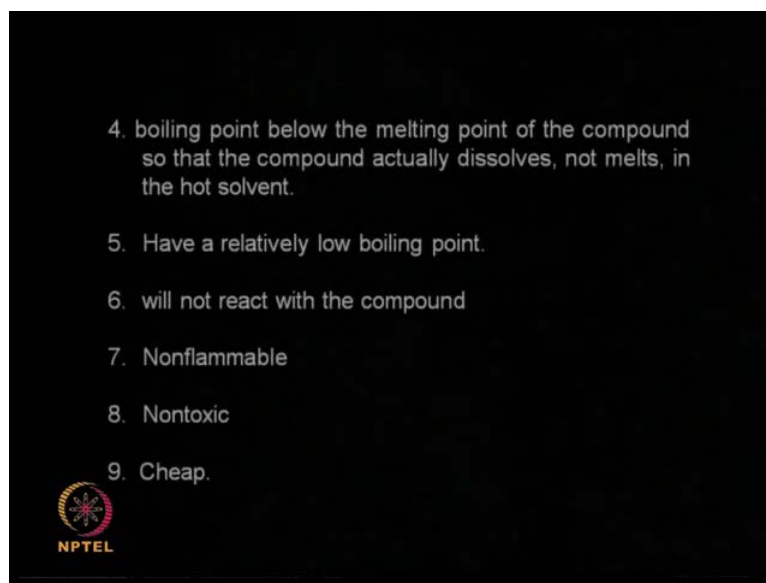 4. boiling point below the melting point of the compound
so that the compound actually dissolves, not melts, in
the hot solvent.
5. Have a relatively low boiling point.
6. will not react with the compound
7. Nonflammable
8. Nontoxic
9. Cheap.
NPTEL